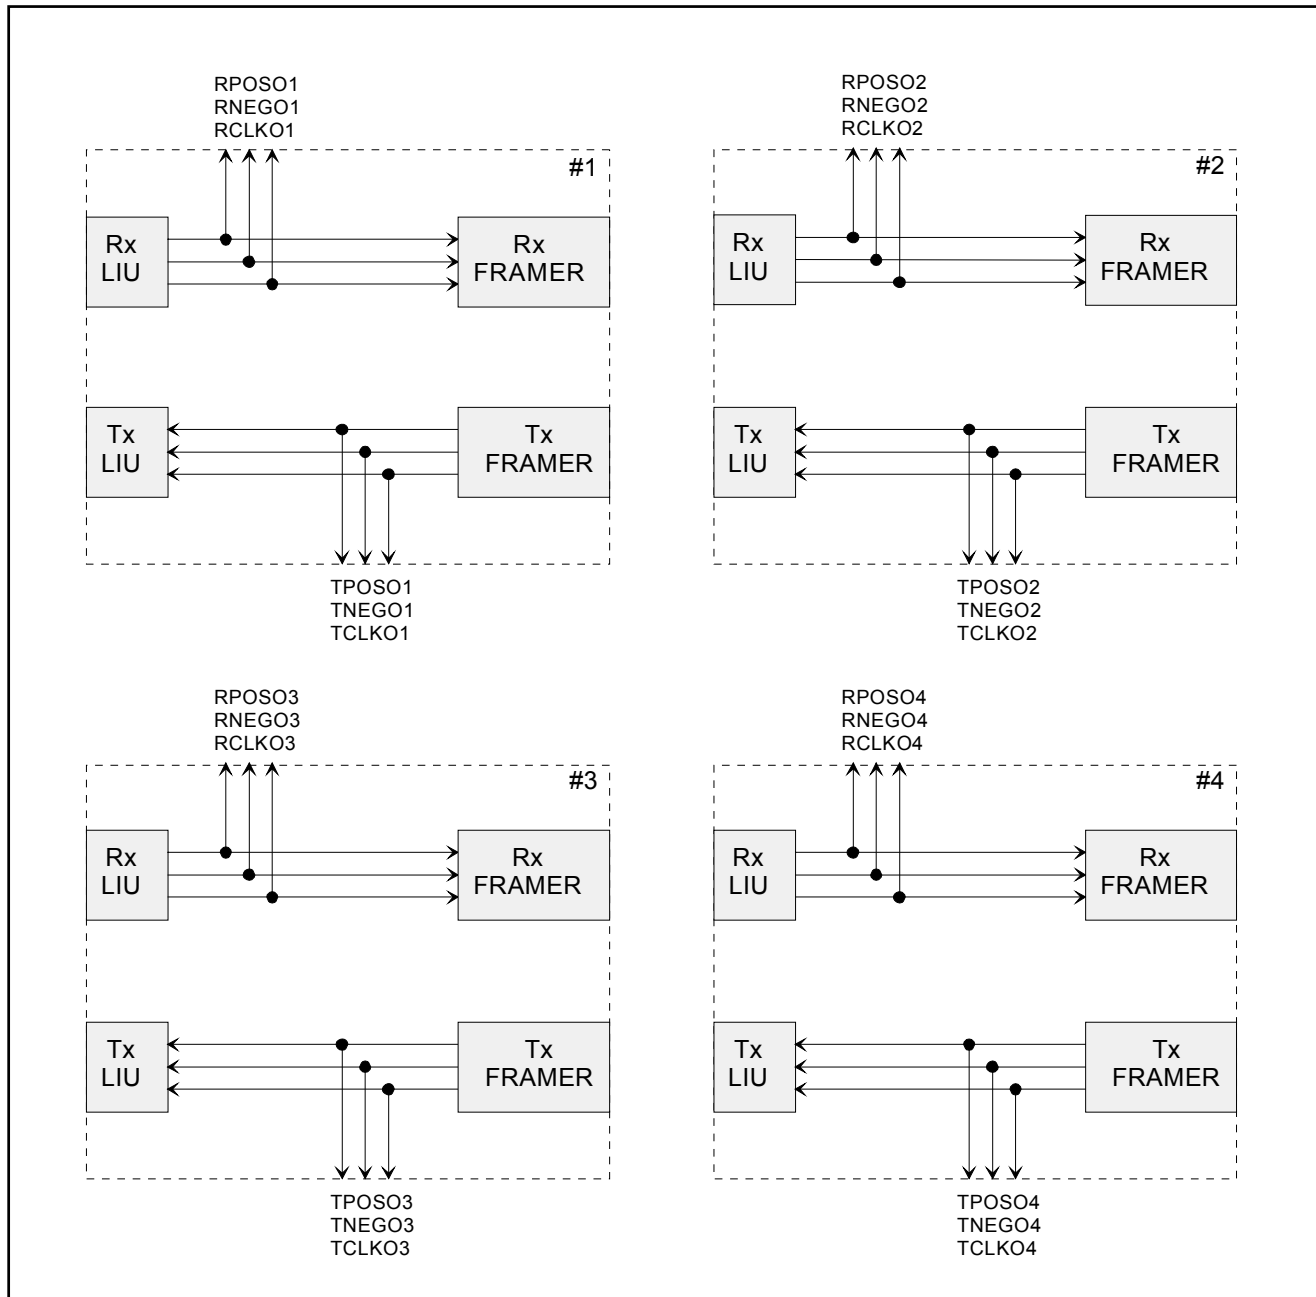 RPOSO1
RNEGO1
RCLKO1
#1
Rx
LIU
Rx
FRAMER
Tx
LIU
Tx
FRAMER
TPOSO1
TNEGO1
TCLKO1
RPOSO2
RNEGO2
RCLKO2
#2
Rx
LIU
Rx
FRAMER
Tx
LIU
Tx
FRAMER
TPOSO2
TNEGO2
TCLKO2
RPOSO3
RNEGO3
RCLKO3
#3
Rx
LIU
Rx
FRAMER
Tx
LIU
Tx
FRAMER
TPOSO3
TNEGO3
TCLKO3
RPOSO4
RNEGO4
RCLKO4
#4
Rx
LIU
Rx
FRAMER
Tx
LIU
Tx
FRAMER
TPOSO4
TNEGO4
TCLKO4